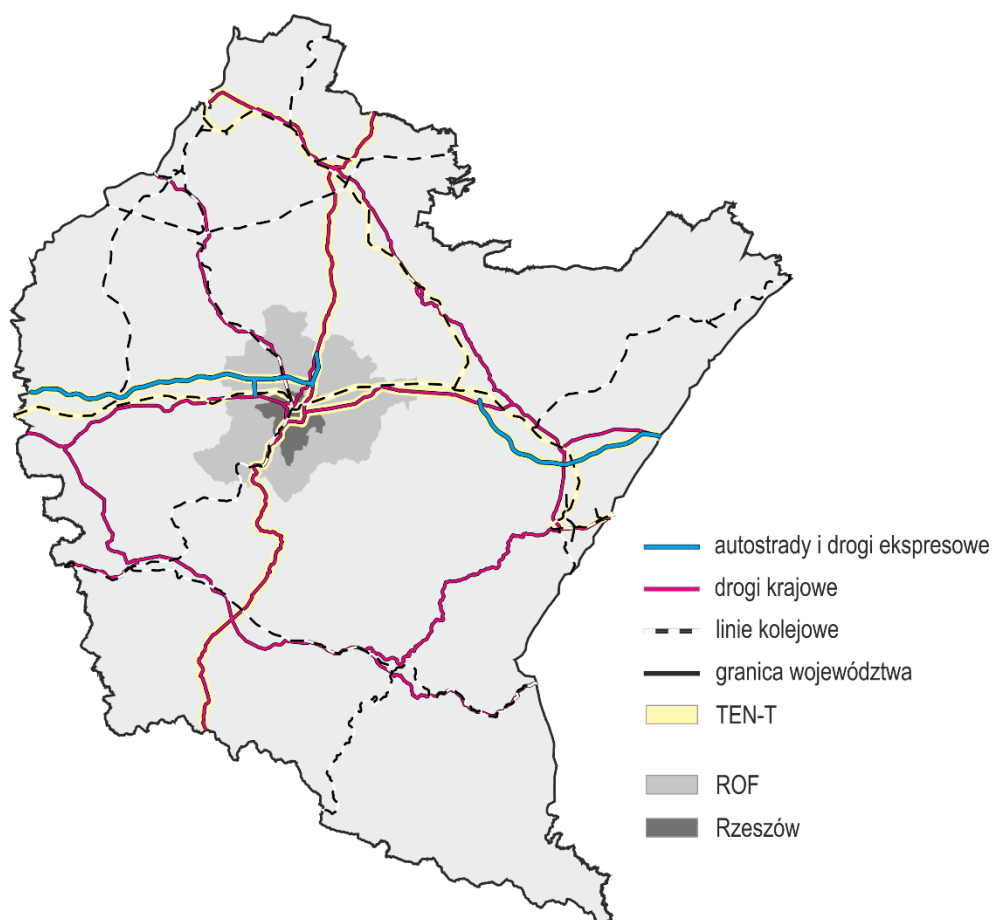 autostrady i drogi ekspresowe
drogi krajowe
linie kolejowe
granica województwa
TEN-T
ROF
Rzeszów